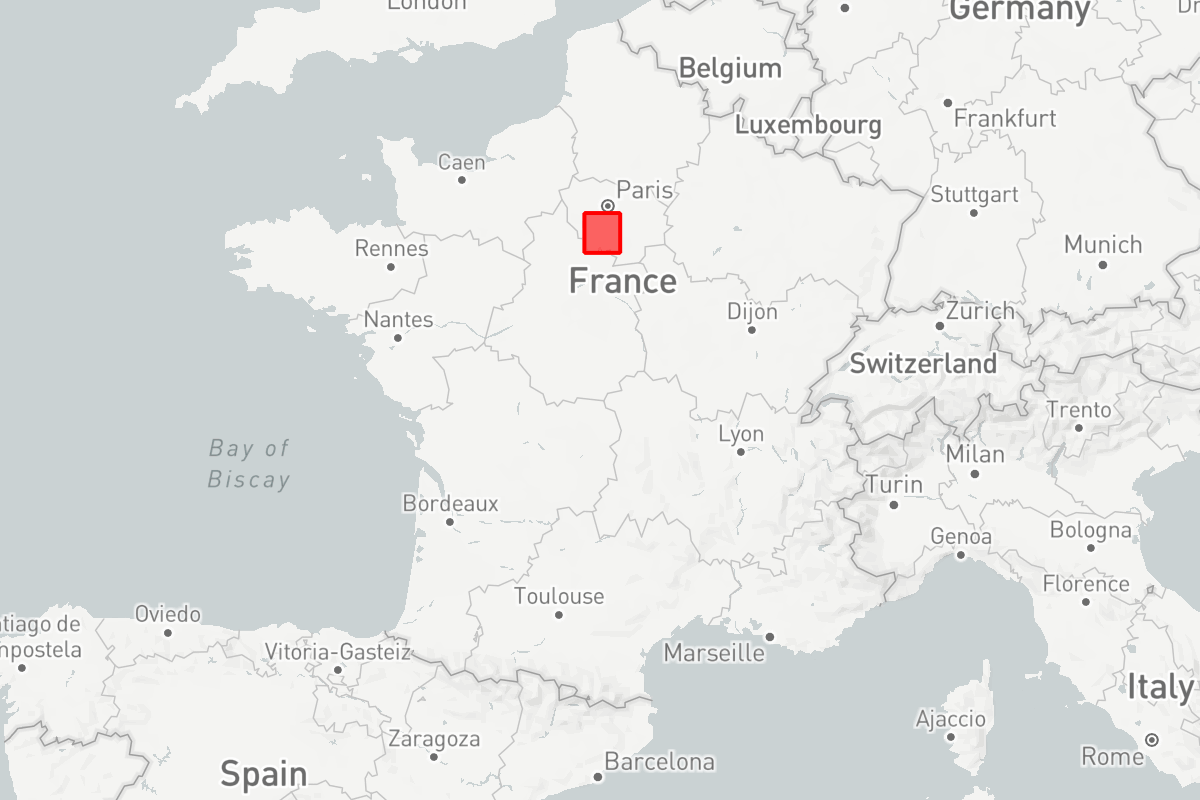 London
Germany
Dr
Belgium
Luxembourg
Frankfurt
Caen
Paris
Stuttgart
Rennes
Munich
France
Nantes
Dijon
Zurich
Switzerland
Trento
Bay of
Biscay
Lyon
Milan
Turin
Bordeaux
Genoa
Bologna
Toulouse
Florence
Oviedo
tiago de
npostela
Vitoria-Gasteiz
Marseille
Italy
Ajaccio
Zaragoza
Rome
Spain
Barcelona